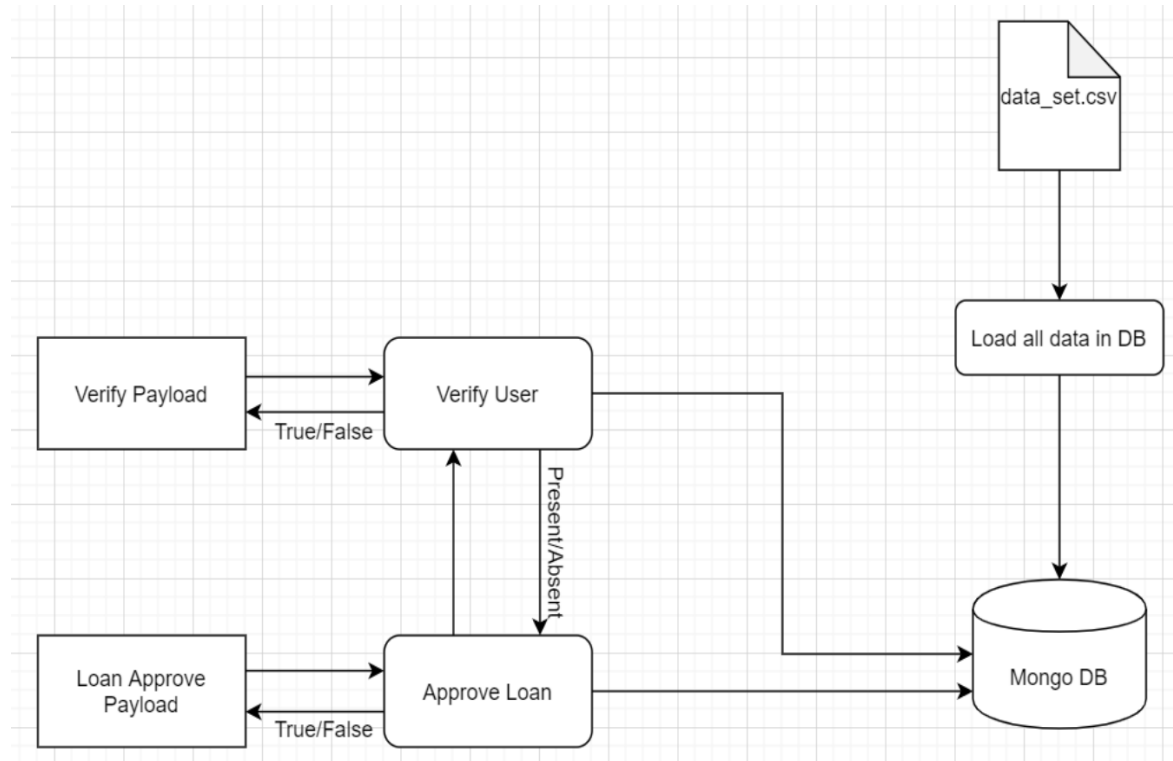 data_set.csv
Load all data in DB
Verify Payload
Verify User
True/False
Present/Absent
Loan Approve
Payload
Approve Loan
True/False
Mongo DB